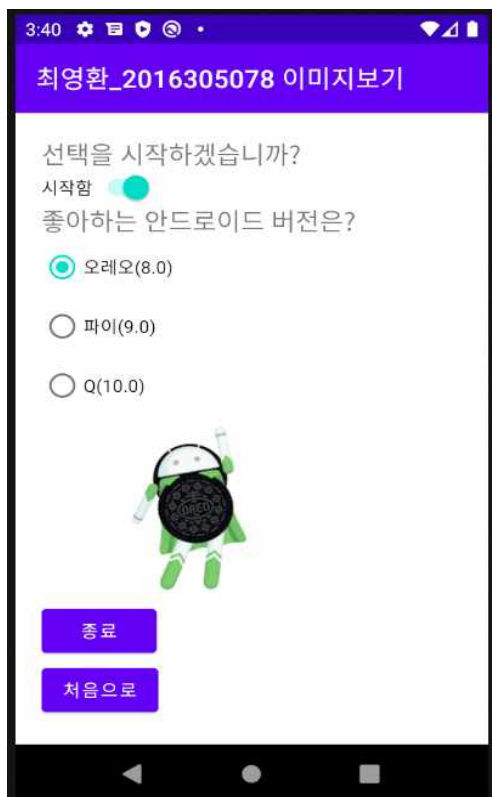 3:40
최영환_2016305078 이미지보기
선택을 시작하겠습니까?
시작함
좋아하는 안드로이드 버전은?
오레오(8.0)
파이(9.0)
Q(10.0)
OREO
종료
처음으로